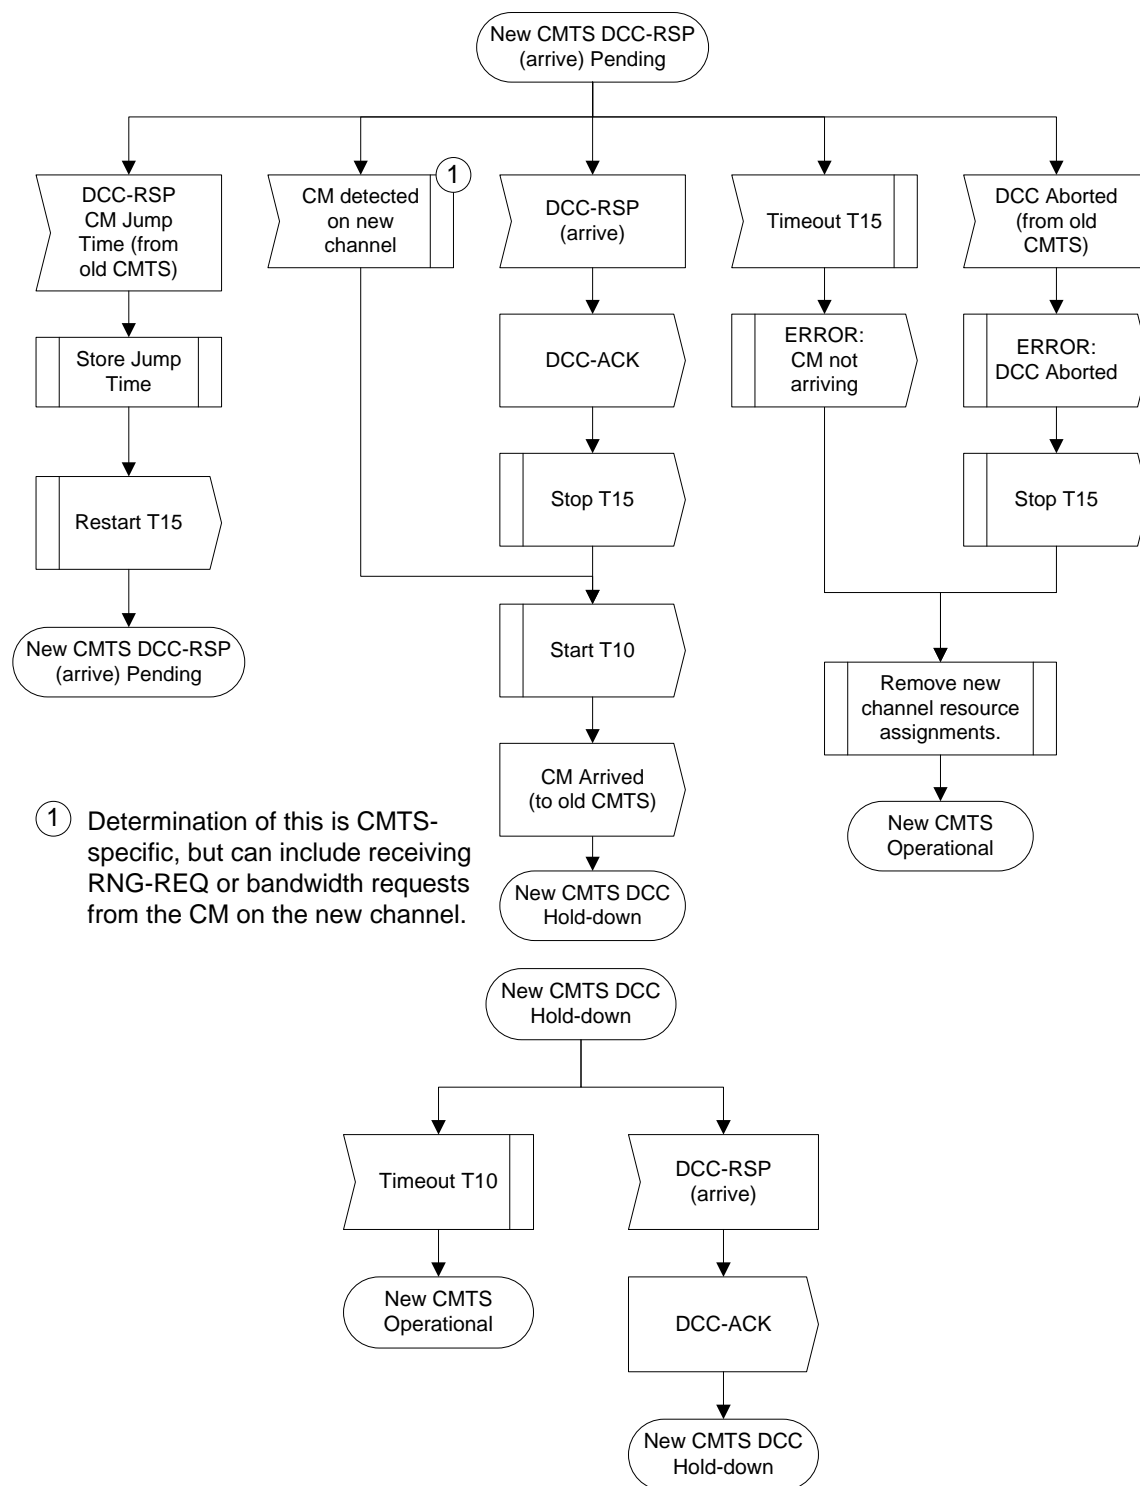 New CMTS DCC-RSP
(arrive) Pending
DCC-RSP
CM Jump
Time (from
old CMTS)
Store Jump
Time
Restart T15
New CMTS DCC-RSP
(arrive) Pending
1
CM detected
on new
channel
DCC-RSP
(arrive)
DCC-ACK
Stop T15
Start T10
CM Arrived
(to old CMTS)
New CMTS DCC
Hold-down
Timeout T15
ERROR:
CM not
arriving
DCC Aborted
(from old
CMTS)
ERROR:
DCC Aborted
Stop T15
Remove new
channel resource
assignments.
New CMTS
Operational
1 Determination of this is CMTS-
specific, but can include receiving
RNG-REQ or bandwidth requests
from the CM on the new channel.
New CMTS DCC
Hold-down
Timeout T10
New CMTS
Operational
DCC-RSP
(arrive)
DCC-ACK
New CMTS DCC
Hold-down